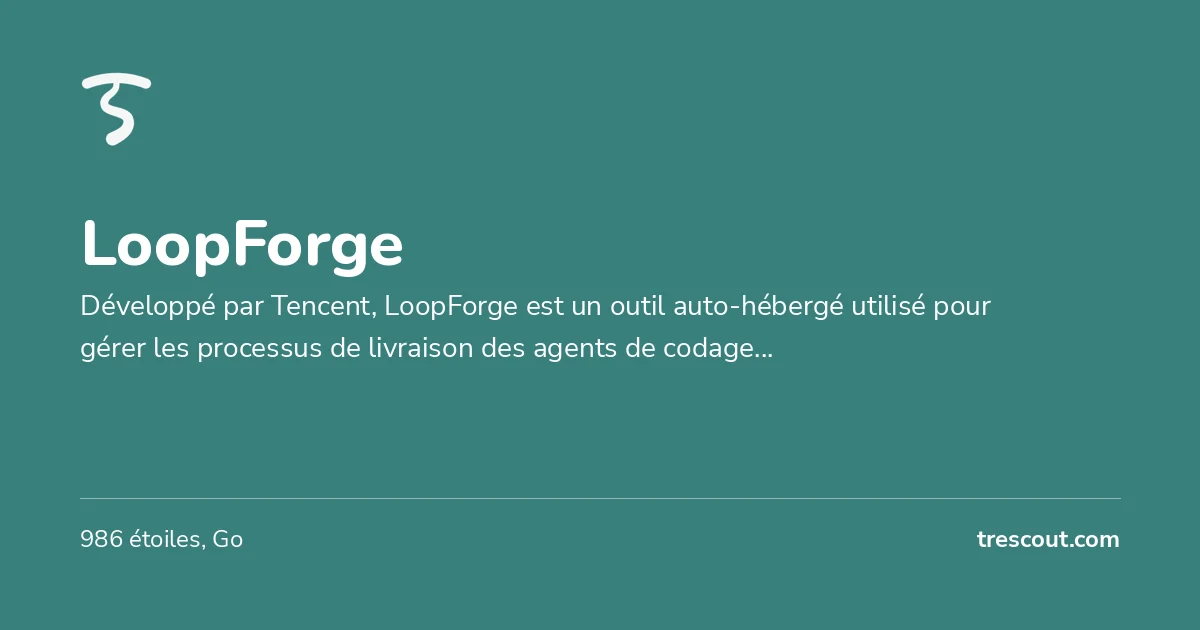 LoopForge
Développé par Tencent, LoopForge est un outil auto-hébergé utilisé pour
gérer les processus de livraison des agents de codage...
986 étoiles, Go
trescout.com